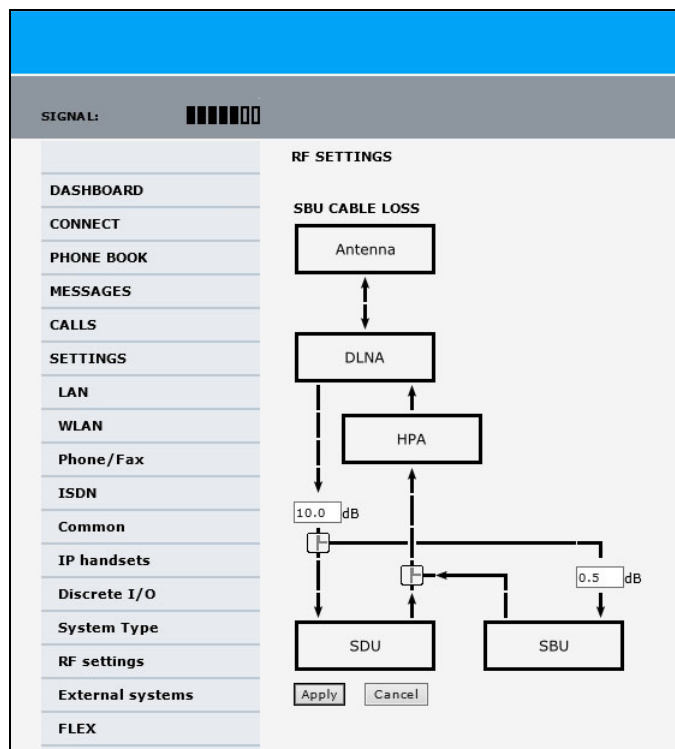 SIGNAL:
RF SETTINGS
DASHBOARD
CONNECT
PHONE BOOK
MESSAGES
CALLS
SETTINGS
LAN
WLAN
Phone/Fax
ISDN
Common
IP handsets
Discrete I/O
System Type
RF settings
External systems
FLEX
SBU CABLE LOSS
Antenna
DLNA
HPA
10.0 dB
0.5 dB
SDU
SBU
Apply
Cancel